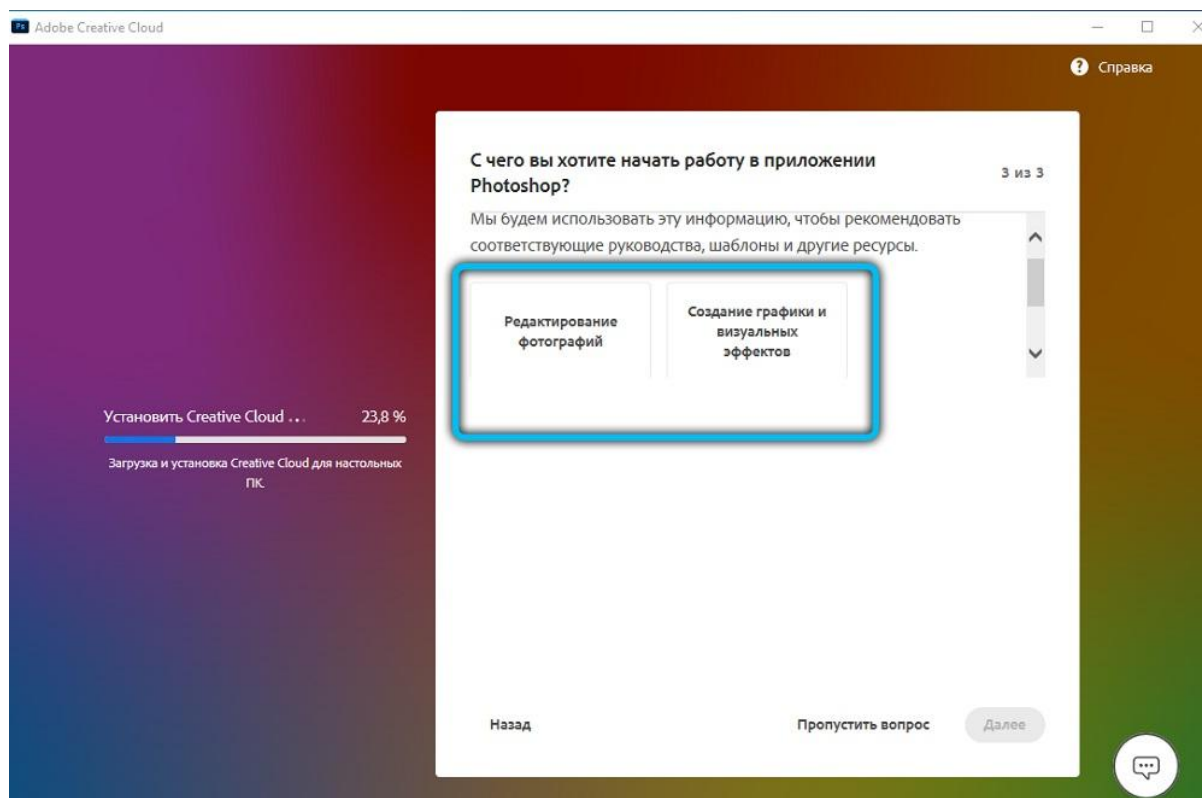 Ps Adobe Creative Cloud
? Справка
С чего вы хотите начать работу в приложении
Photoshop?
3 из 3
Мы будем использовать эту информацию, чтобы рекомендовать
соответствующие руководства, шаблоны и другие ресурсы.
Редактирование
фотографий
Создание графики и
визуальных
эффектов
Установить Creative Cloud ...
23,8 %
Загрузка и установка Creative Cloud для настольных
ПК.
Назад
Пропустить вопрос
Далее